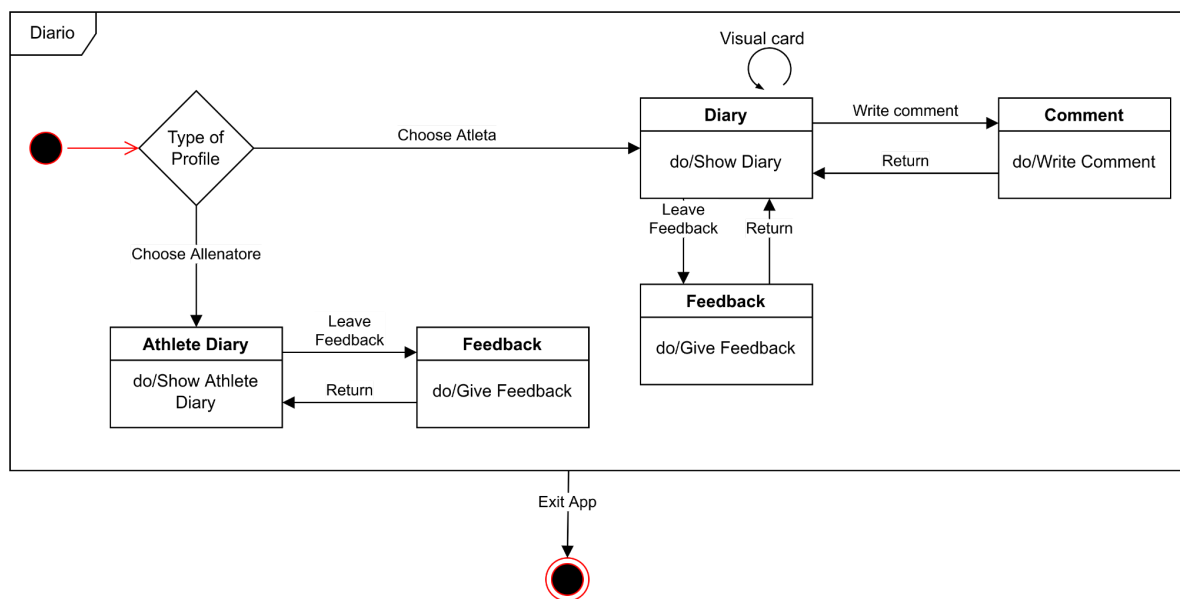 Diario
Visual card
Type of
Profile
Choose Atleta
Diary
do/Show Diary
Write comment
Return
Comment
do/Write Comment
Leave
Feedback
Return
Choose Allenatore
Feedback
do/Give Feedback
Athlete Diary
do/Show Athlete
Diary
Leave
Feedback
Return
Feedback
do/Give Feedback
Exit App